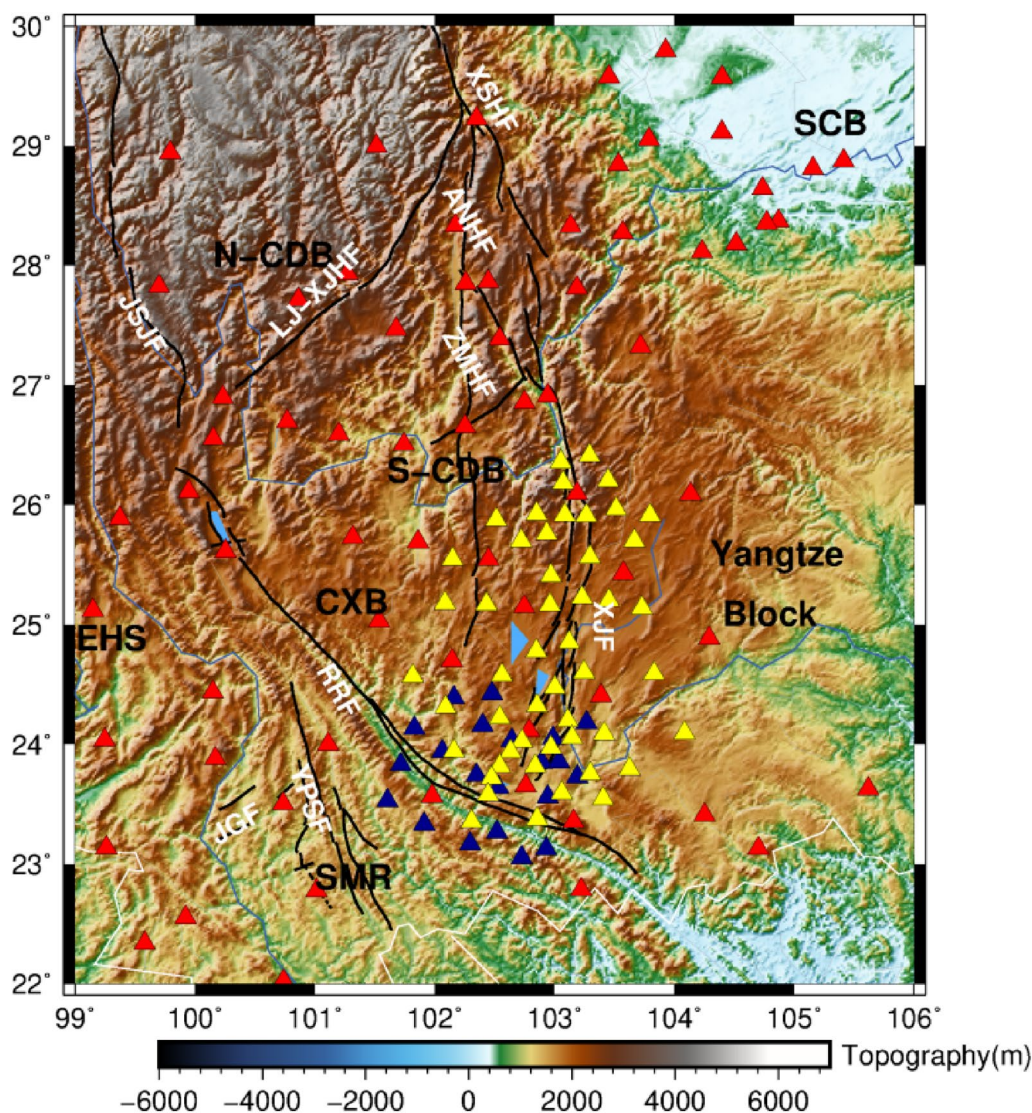 30°
29°
28°
27°
26°
25°
24°
23°
22°
XSHF
SCB
ANHF
N-CDB
LJ-XJHF
JSJF
ZMHF
S-CDB
Yangtze
Block
CXB
XJF
EHS
RRF
YPSF
JGF
SMR
99° 100° 101° 102° 103° 104° 105° 106°
Topography(m)
-6000 -4000 -2000 0 2000 4000 6000